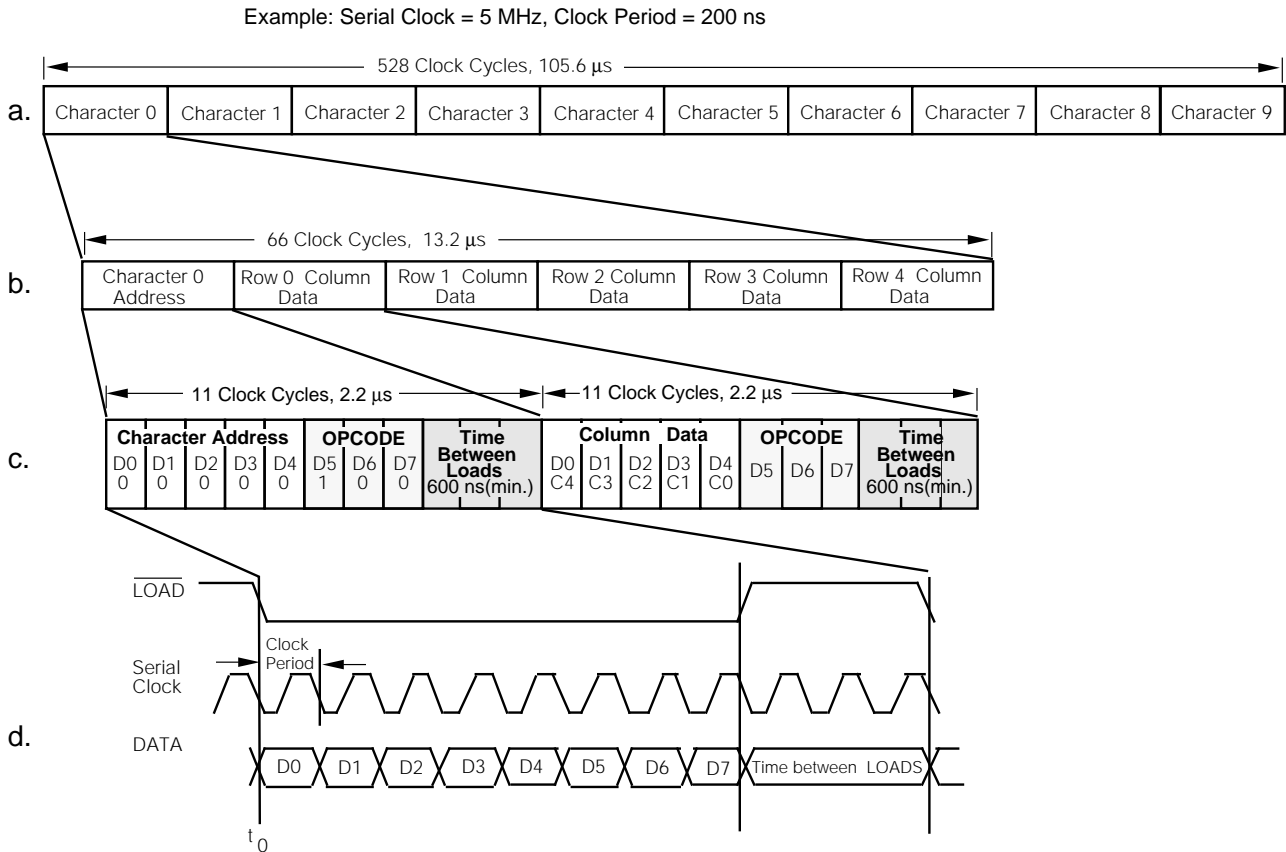 Example: Serial Clock = 5 MHz, Clock Period = 200 ns
528 Clock Cycles, 105.6 μs
a.
Character 0 Character 1 Character 2 Character 3 Character 4 Character 5 Character 6 Character 7 Character 8 Character 9
66 Clock Cycles, 13.2 μs
b.
Character 0 Row 0 Column Row 1 Column Row 2 Column Row 3 Column Row 4 Column
Address Data Data Data Data Data
11 Clock Cycles, 2.2 μs 11 Clock Cycles, 2.2 μs
c.
Character Address OPCODE Time Between Loads 600 ns(min.) Column Data OPCODE Time Between Loads 600 ns(min.)
D0 D1 D2 D3 D4 D5 D6 D7 D0 D1 D2 D3 D4 D5 D6 D7
0 0 0 0 0 1 0 0 C4 C3 C2 C1 C0
LOAD
Clock
Period
Serial
Clock
d.
DATA
D0 D1 D2 D3 D4 D5 D6 D7 Time between LOADS
t0